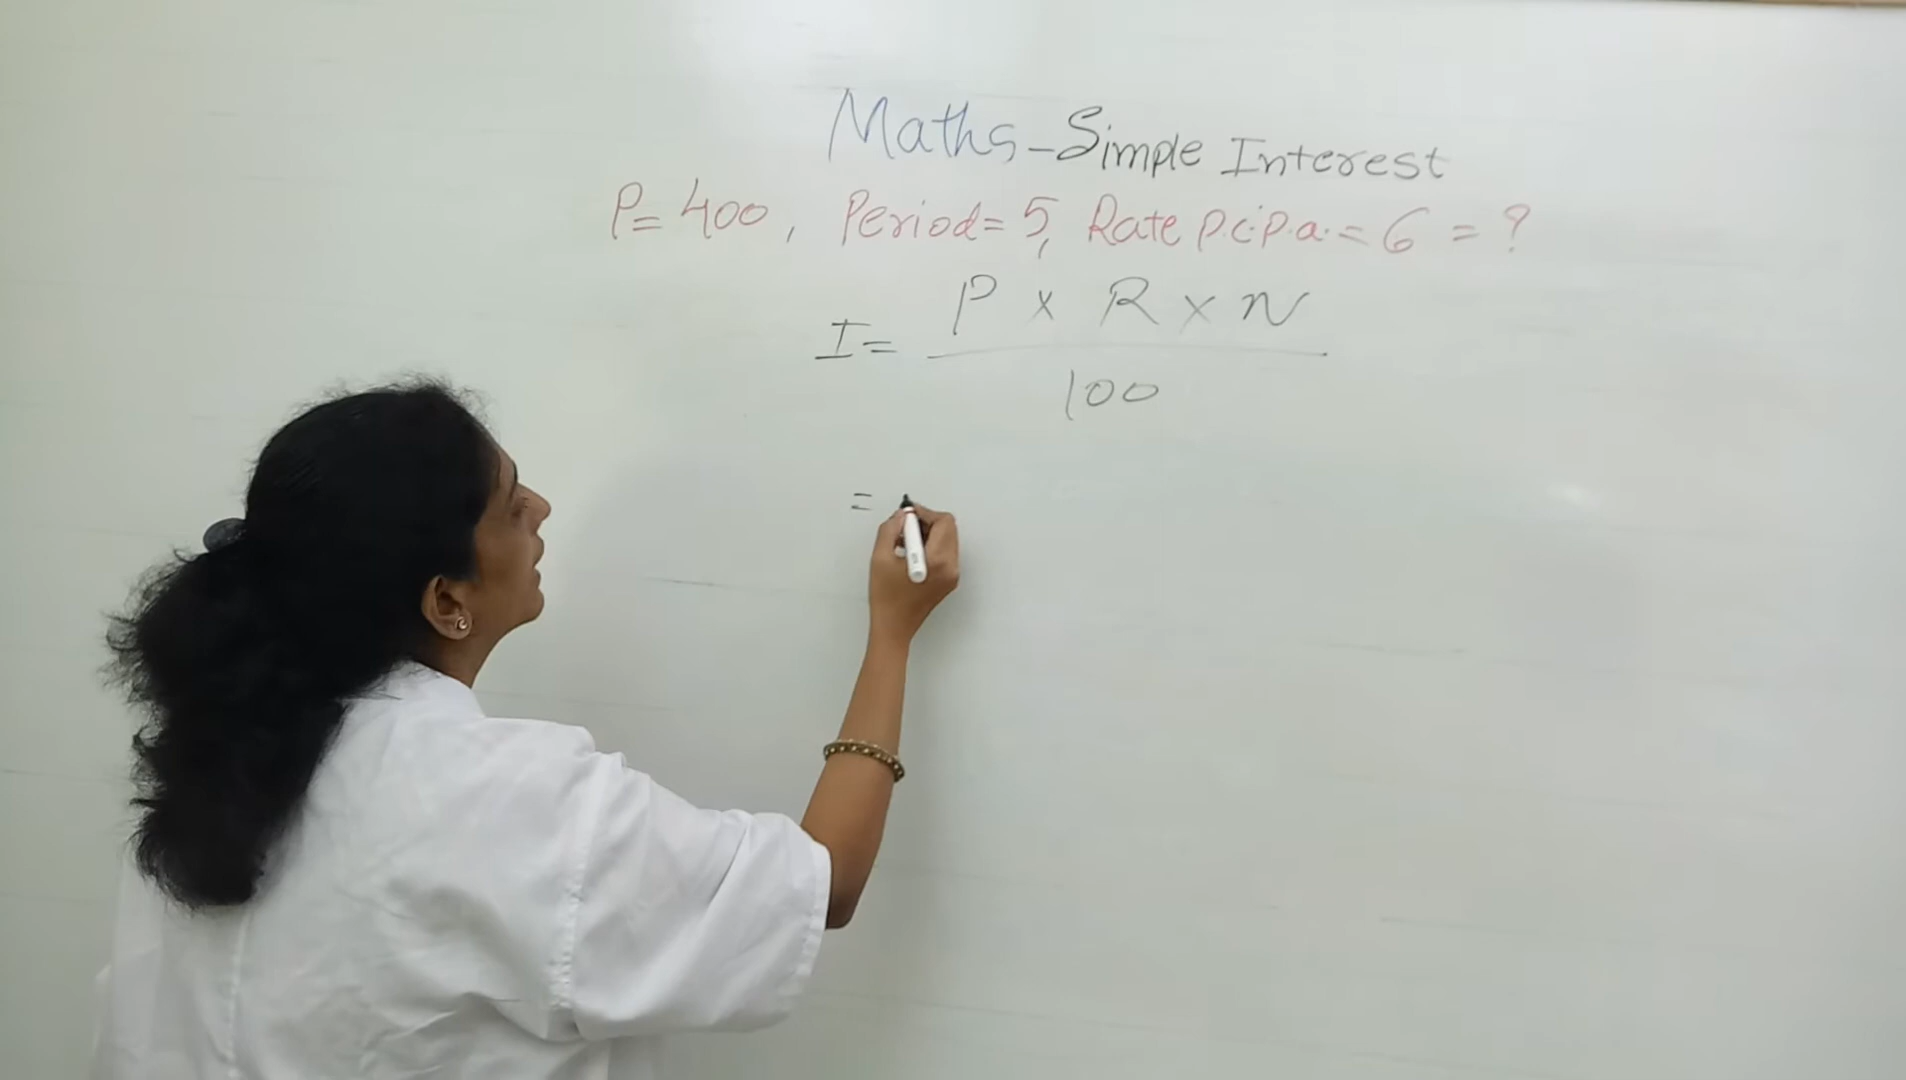 Maths-Simple Interest
P= 400, Period= 5, Rate p.c.p.a. = 6 = ?
I= P x R x N
100
=